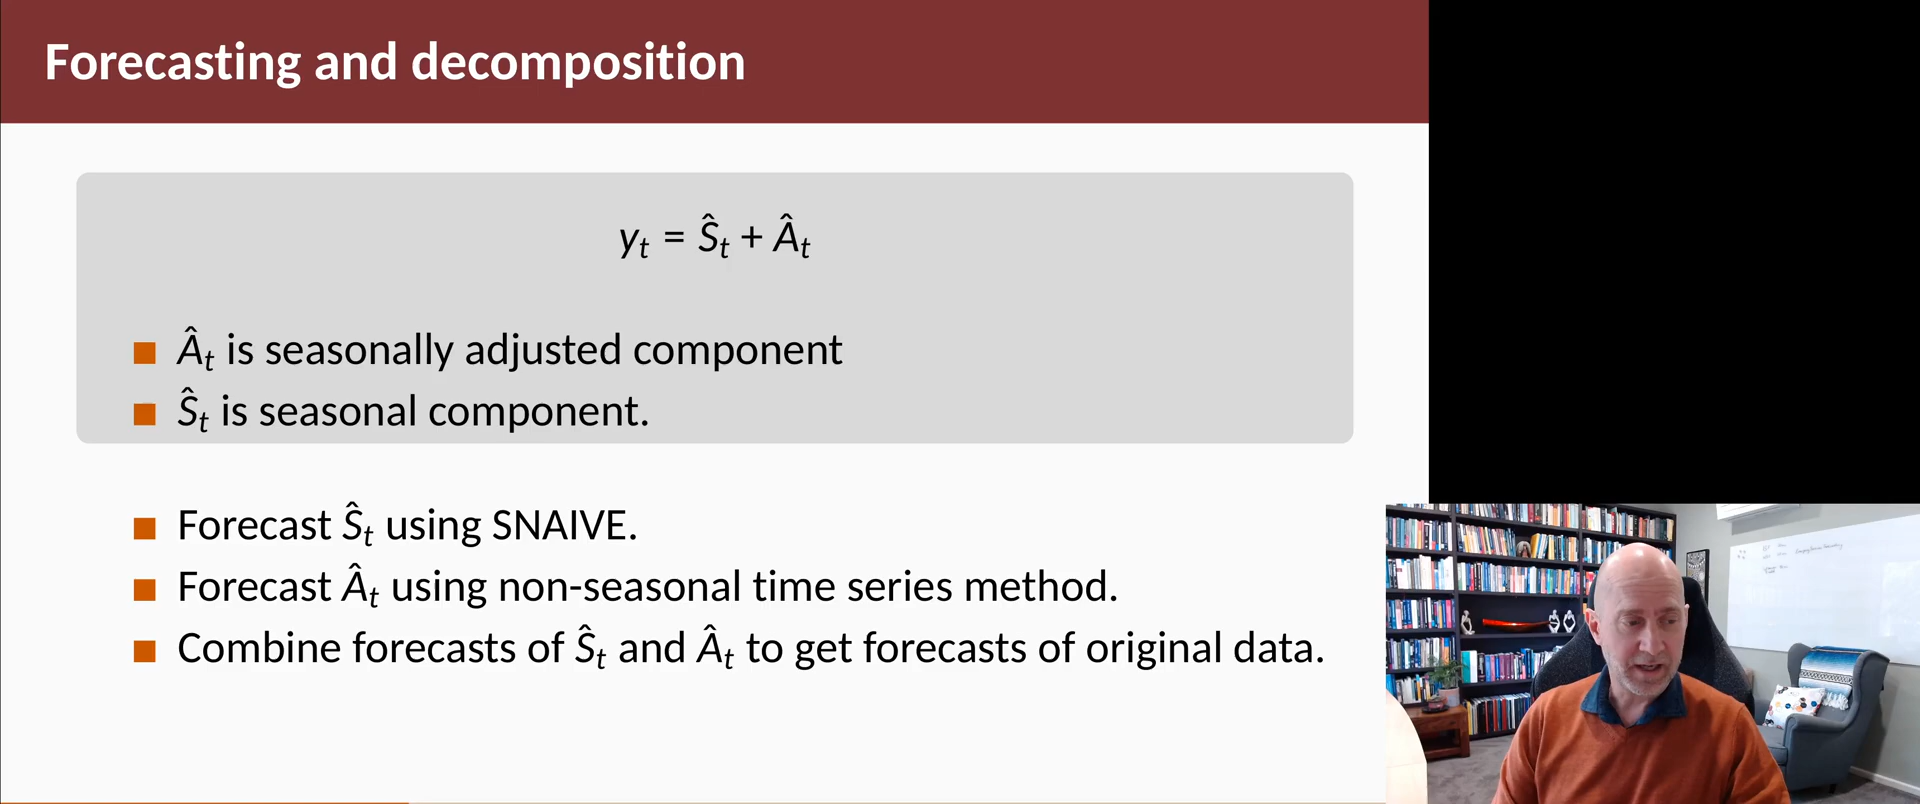 Forecasting and decomposition
yₜ = Ŝₜ + Âₜ
■ Âₜ is seasonally adjusted component
■ Ŝₜ is seasonal component.
■ Forecast Ŝₜ using SNAIVE.
■ Forecast Âₜ using non-seasonal time series method.
■ Combine forecasts of Ŝₜ and Âₜ to get forecasts of original data.